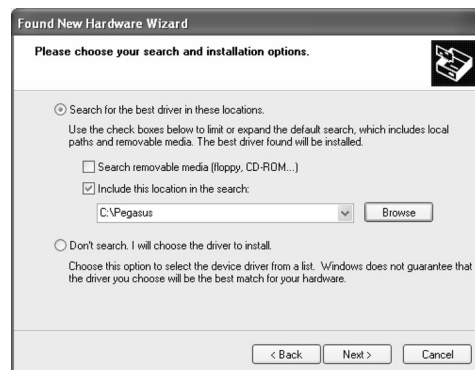 Found New Hardware Wizard
Please choose your search and installation options.
Search for the best driver in these locations.
Use the check boxes below to limit or expand the default search, which includes local
paths and removable media. The best driver found will be installed.
Search removable media (floppy, CD-ROM...)
Include this location in the search:
C:\Pegasus
Browse
Don't search. I will choose the driver to install.
Choose this option to select the device driver from a list. Windows does not guarantee that
the driver you choose will be the best match for your hardware.
< Back
Next >
Cancel